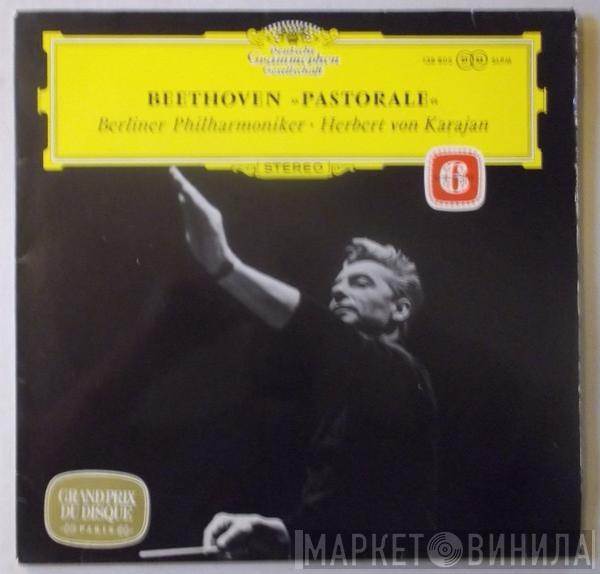 Deutsche
Grammophon
Gesellschaft
STEREO
BEETHOVEN »PASTORALE«
Berliner Philharmoniker · Herbert von Karajan
STEREO
6
GRAND PRIX
DU DISQUE
PARIS
МАРКЕТ ВИНИЛА